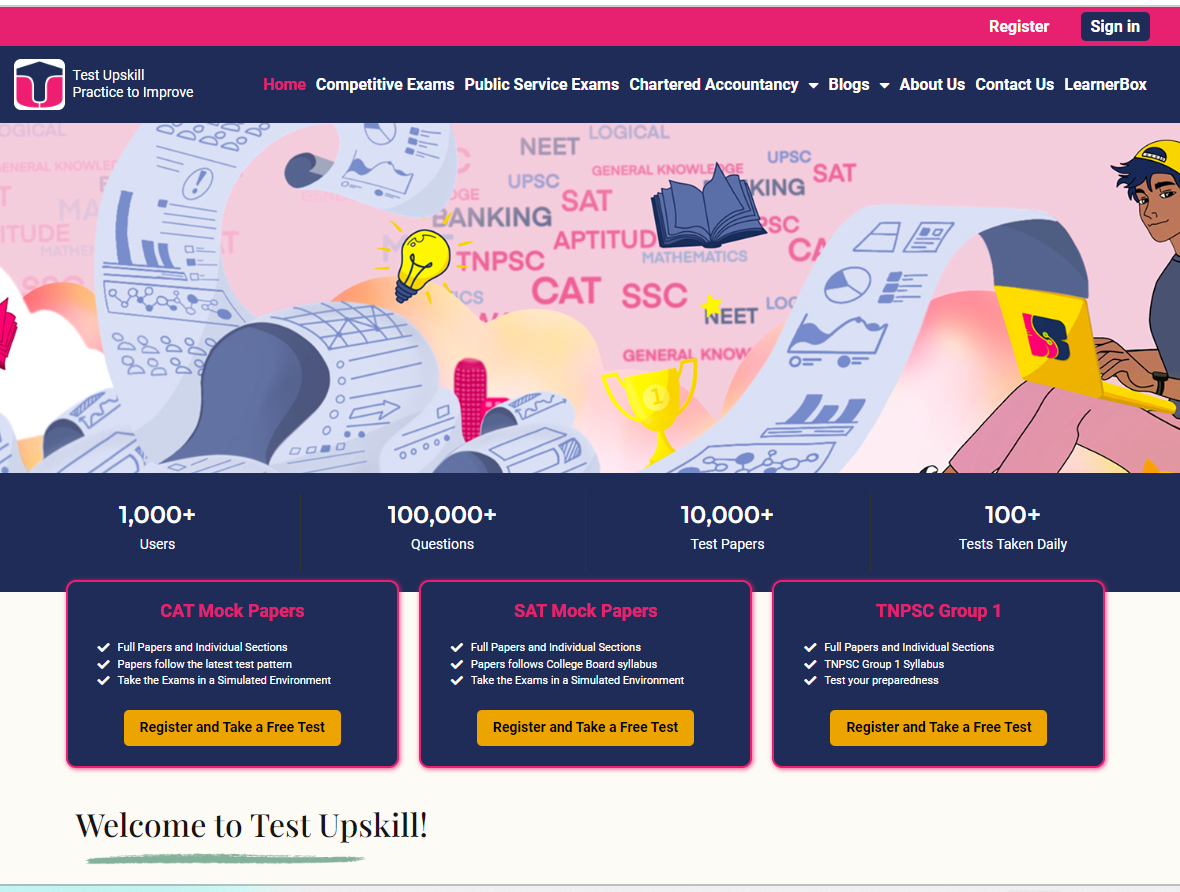 Register
Sign in
Test Upskill
Practice to Improve
Home
Competitive Exams
Public Service Exams
Chartered Accountancy
Blogs
About Us
Contact Us
LearnerBox
OGICAL
LOGICAL
NEET
UPSC
GENERAL KNOWLEDGE
SAT
UPSC
SAT
BANKING
KING
PSC
APTITUD
MATHEMATICS
TNPSC
CAT
SSC
NEET
GENERAL KNOW
1
1,000+
Users
100,000+
Questions
10,000+
Test Papers
100+
Tests Taken Daily
CAT Mock Papers
Full Papers and Individual Sections
Papers follow the latest test pattern
Take the Exams in a Simulated Environment
Register and Take a Free Test
SAT Mock Papers
Full Papers and Individual Sections
Papers follows College Board syllabus
Take the Exams in a Simulated Environment
Register and Take a Free Test
TNPSC Group 1
Full Papers and Individual Sections
TNPSC Group 1 Syllabus
Test your preparedness
Register and Take a Free Test
Welcome to Test Upskill!